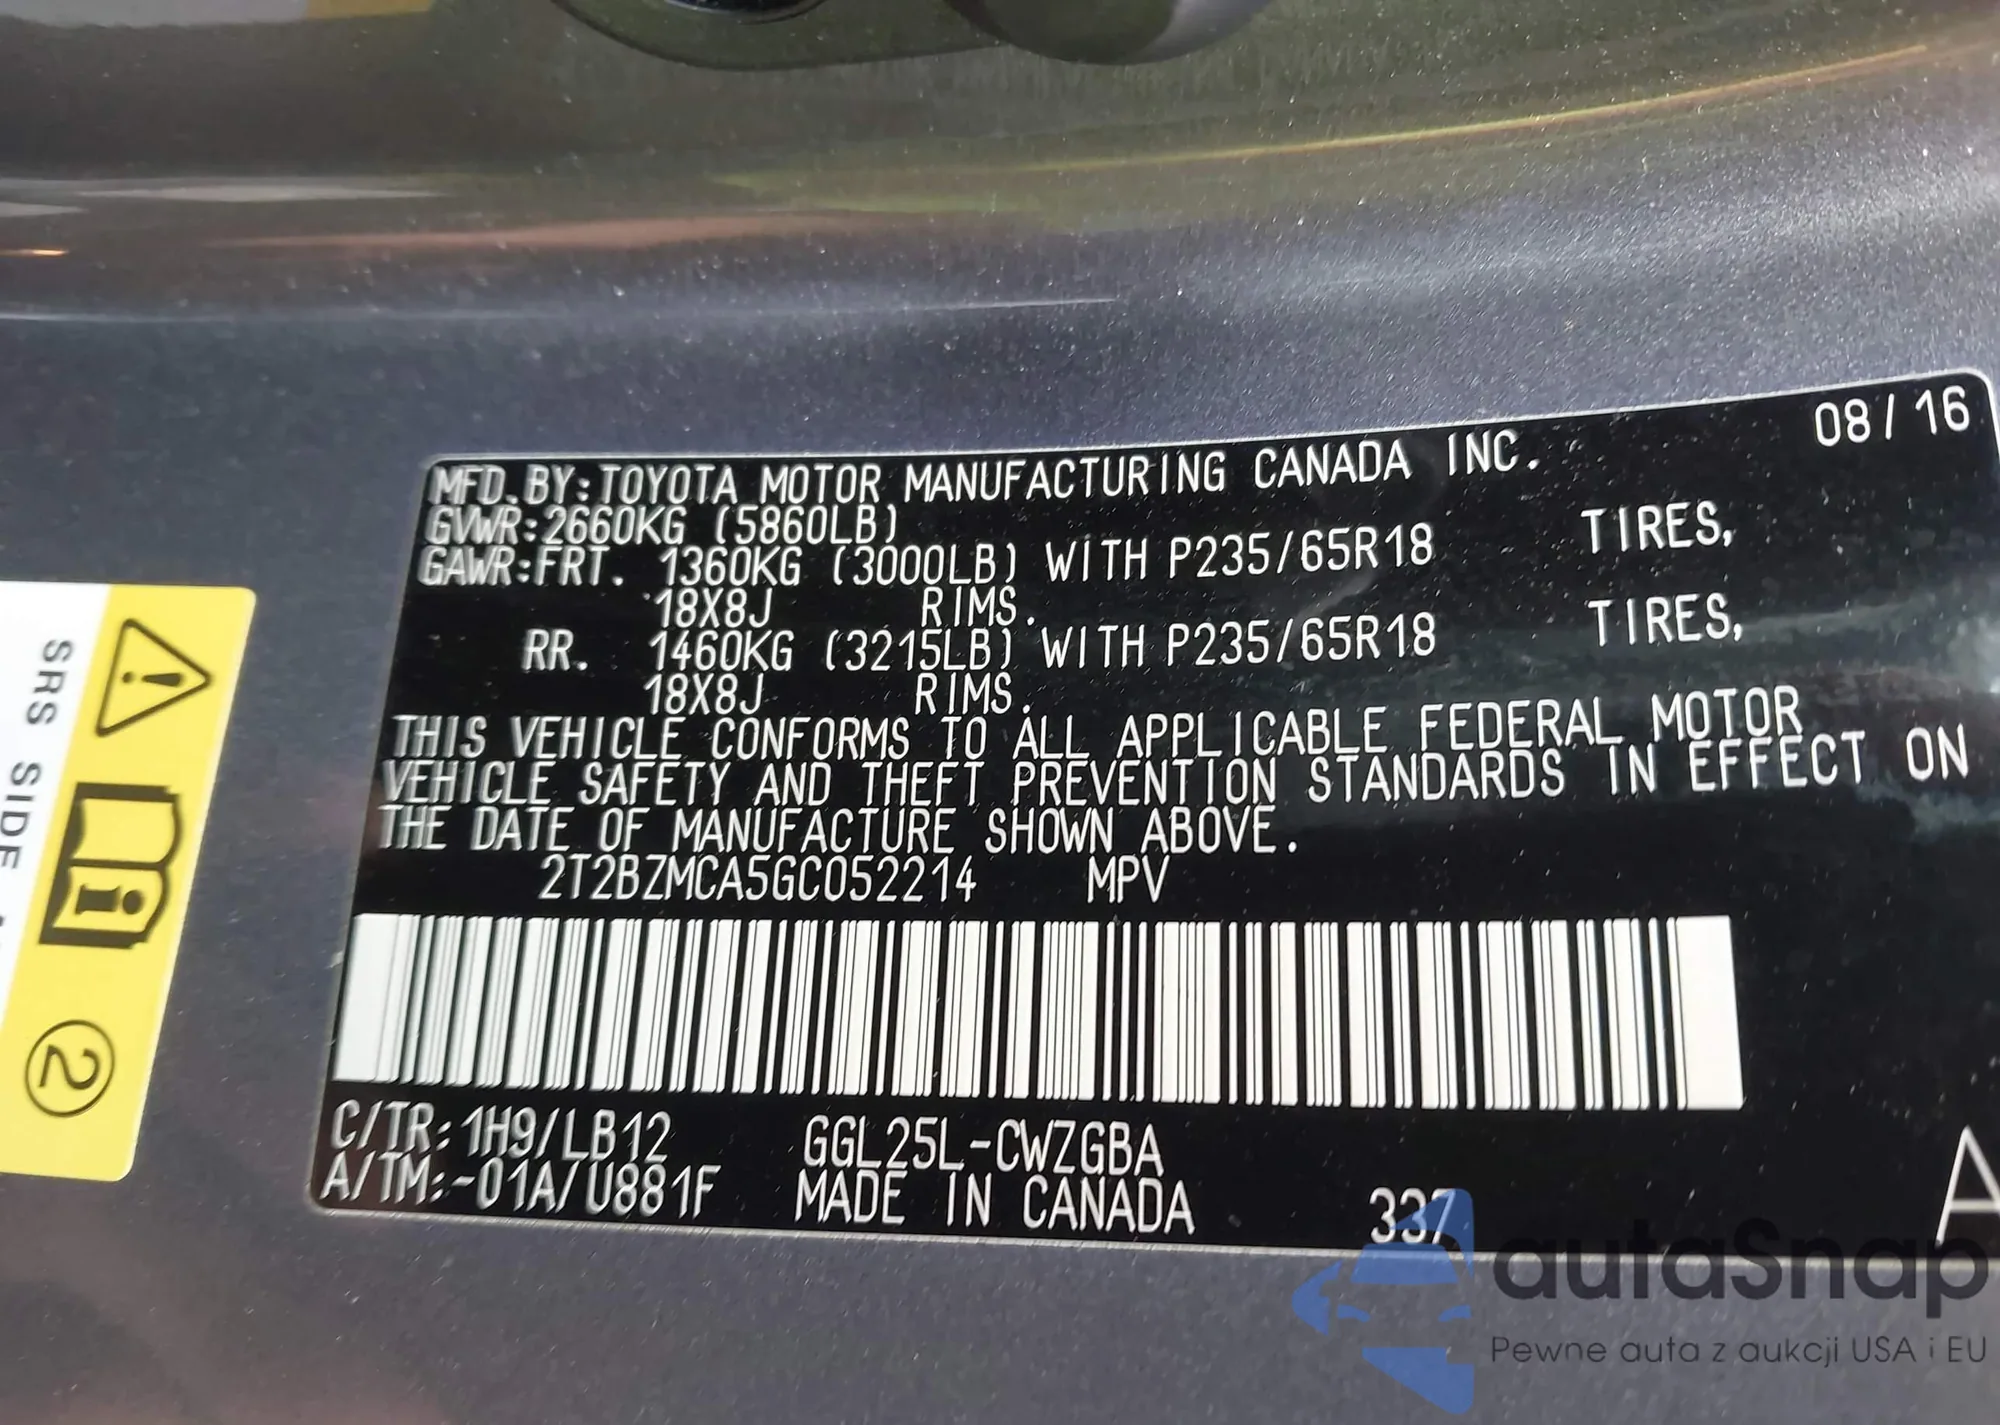 MFD.BY:TOYOTA MOTOR MANUFACTURING CANADA INC. 08/16
GVWR:2660KG (5860LB)
GAWR:FRT. 1360KG (3000LB) WITH P235/65R18 TIRES,
18X8J RIMS.
RR. 1460KG (3215LB) WITH P235/65R18 TIRES,
18X8J RIMS.
THIS VEHICLE CONFORMS TO ALL APPLICABLE FEDERAL MOTOR
VEHICLE SAFETY AND THEFT PREVENTION STANDARDS IN EFFECT ON
THE DATE OF MANUFACTURE SHOWN ABOVE.
2T2BZMCA5GC052214 MPV
C/TR:1H9/LB12 GGL25L-CWZGBA
A/TM:-01A/U881F MADE IN CANADA 337 A
SRS SIDE
2
autaSnap
Pewne auta z aukcji USA i EU